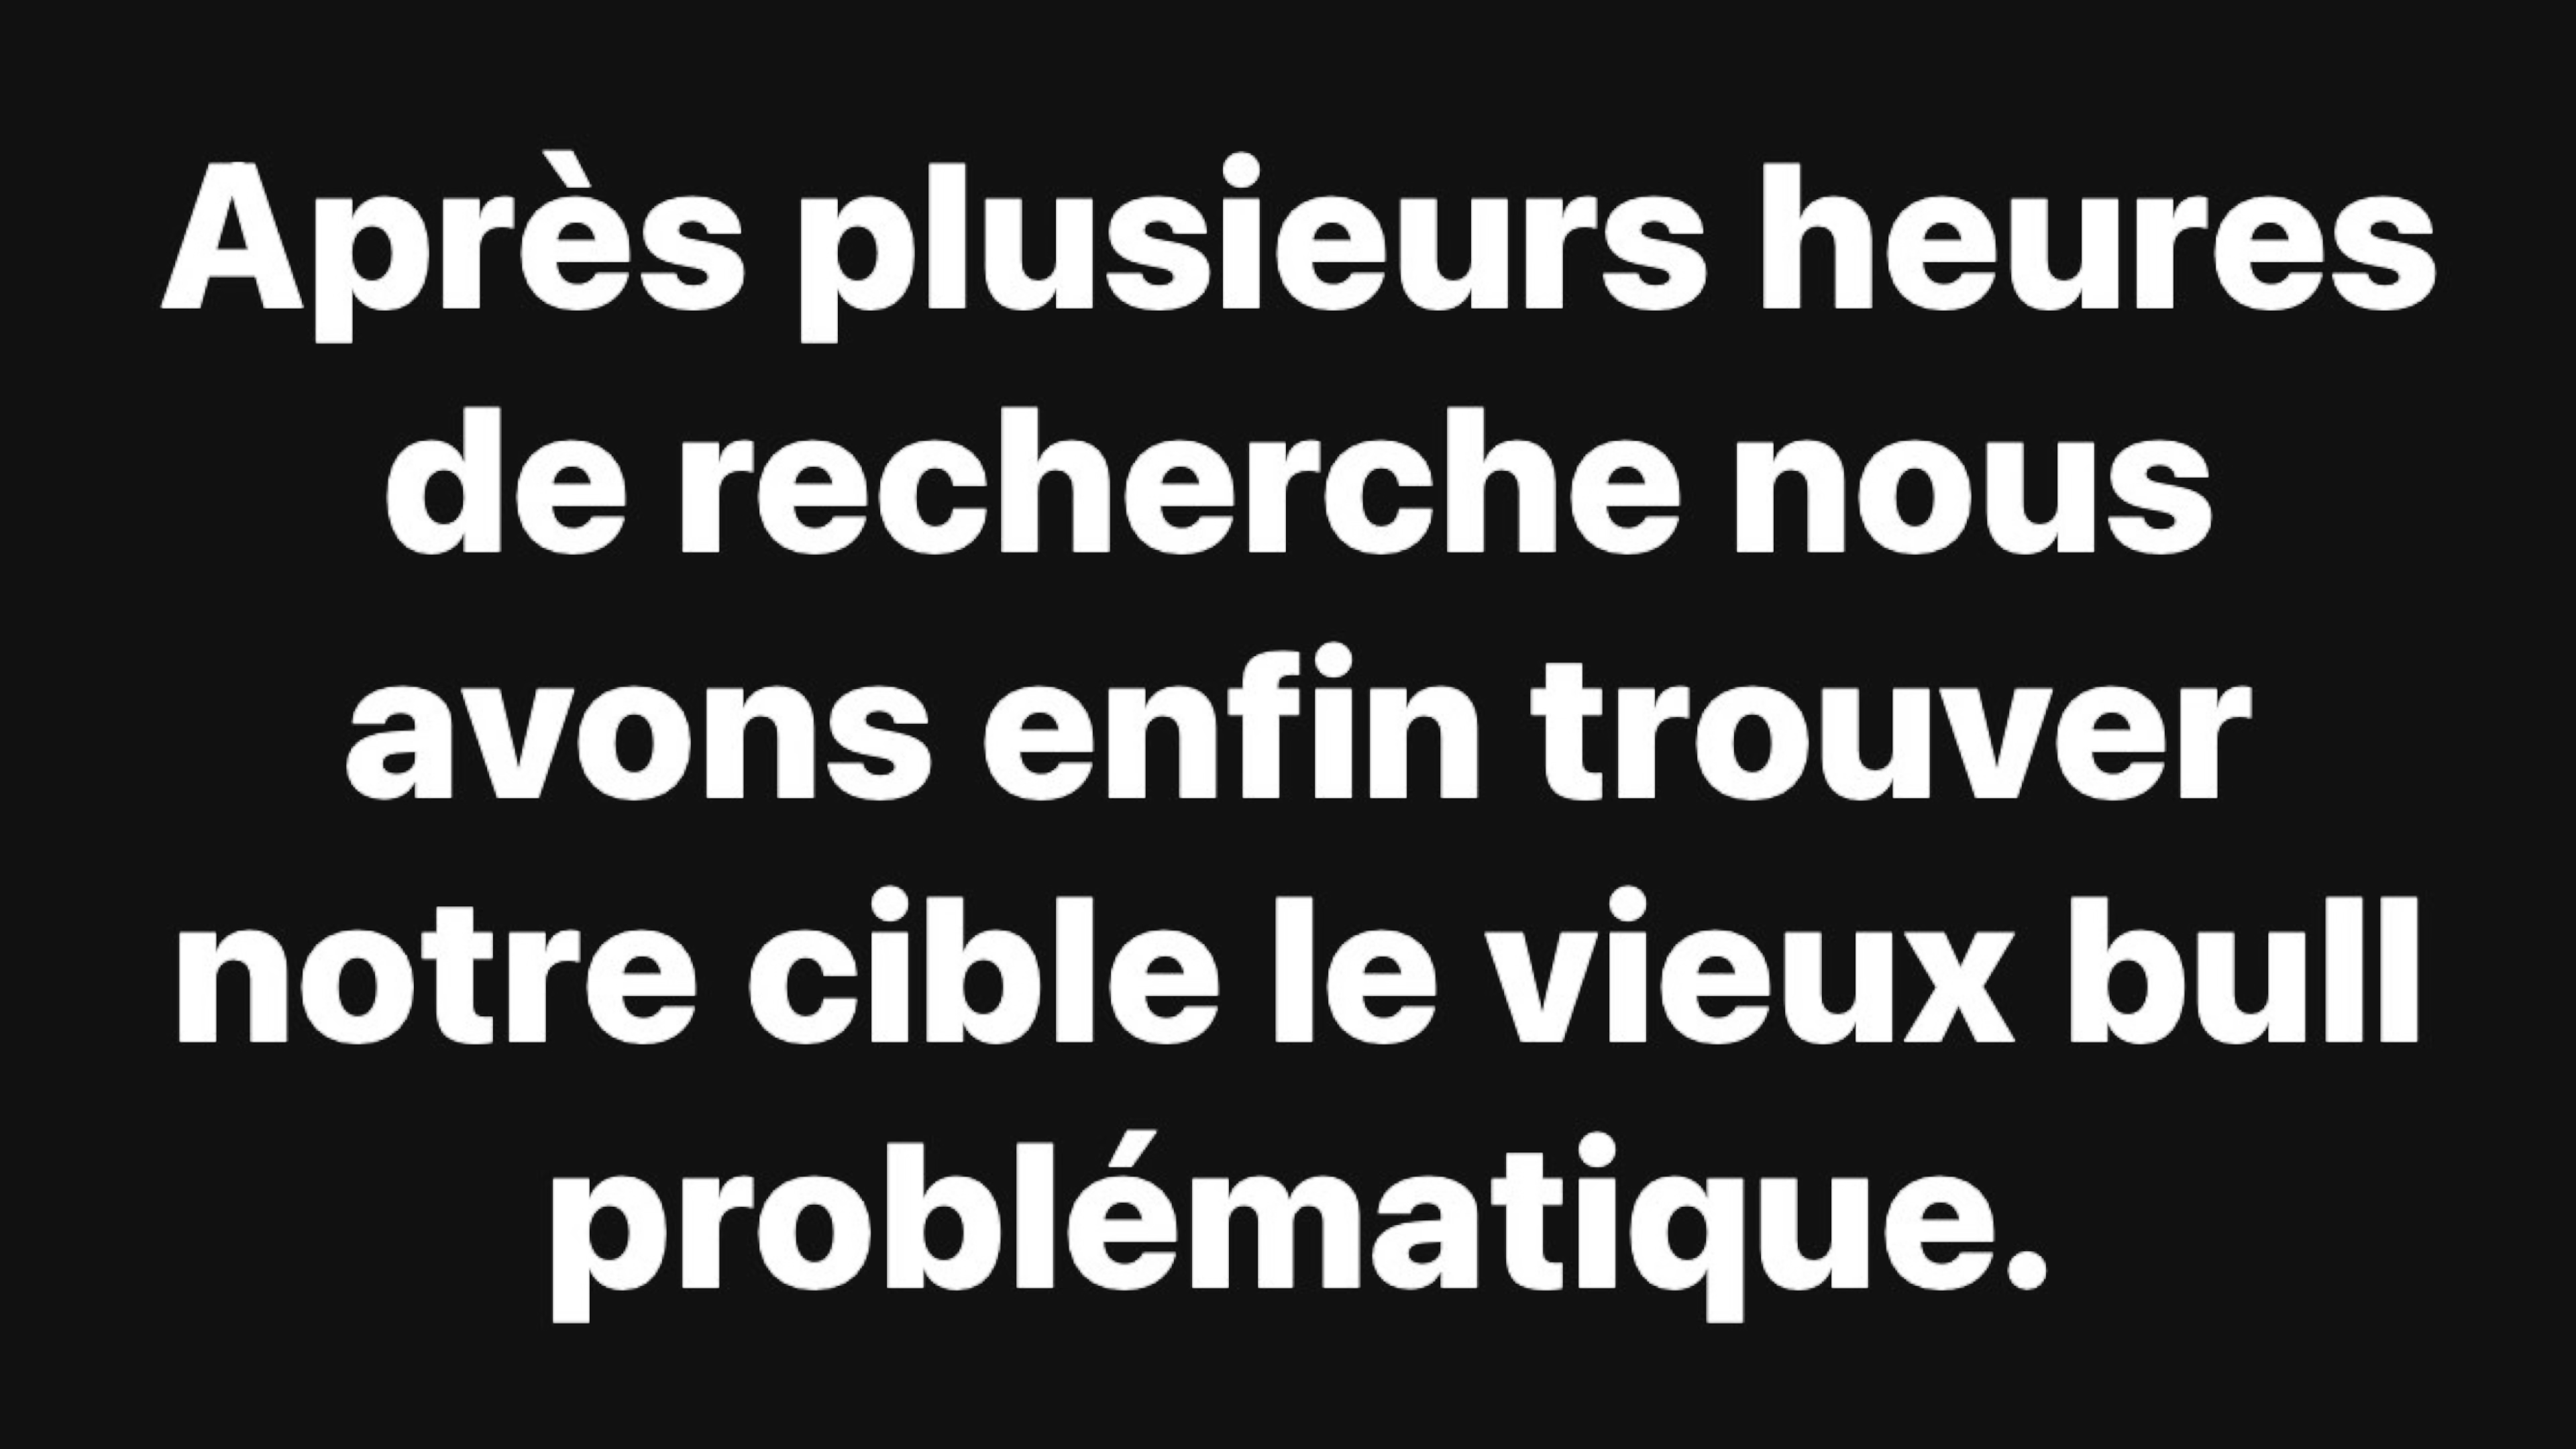 Après plusieurs heures
de recherche nous
avons enfin trouver
notre cible le vieux bull
problématique.